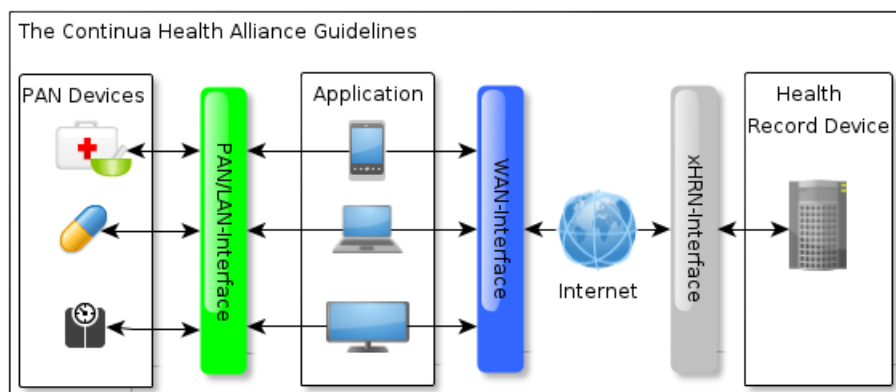 The Continua Health Alliance Guidelines
PAN Devices
PAN/LAN-Interface
Application
WAN-Interface
Internet
xHRN-Interface
Health
Record Device